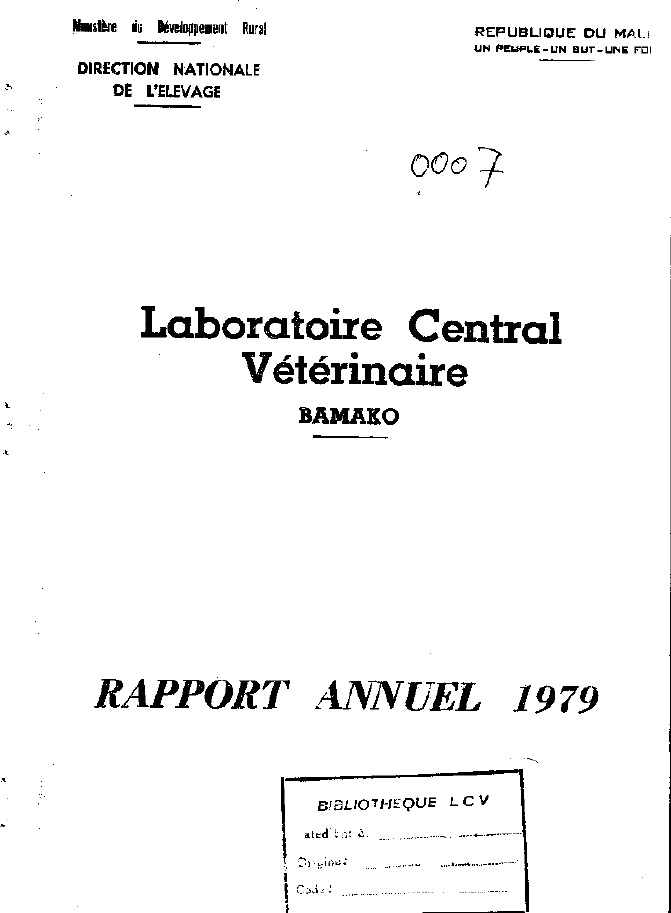 Ministère du Développement Rural
DIRECTION NATIONALE
DE L'ELEVAGE
REPUBLIQUE DU MALI
UN PEUPLE-UN BUT-UNE FOI
0007
Laboratoire Central
Vétérinaire
BAMAKO
RAPPORT ANNUEL 1979
BIBLIOTHEQUE LCV
Origine:
Code: